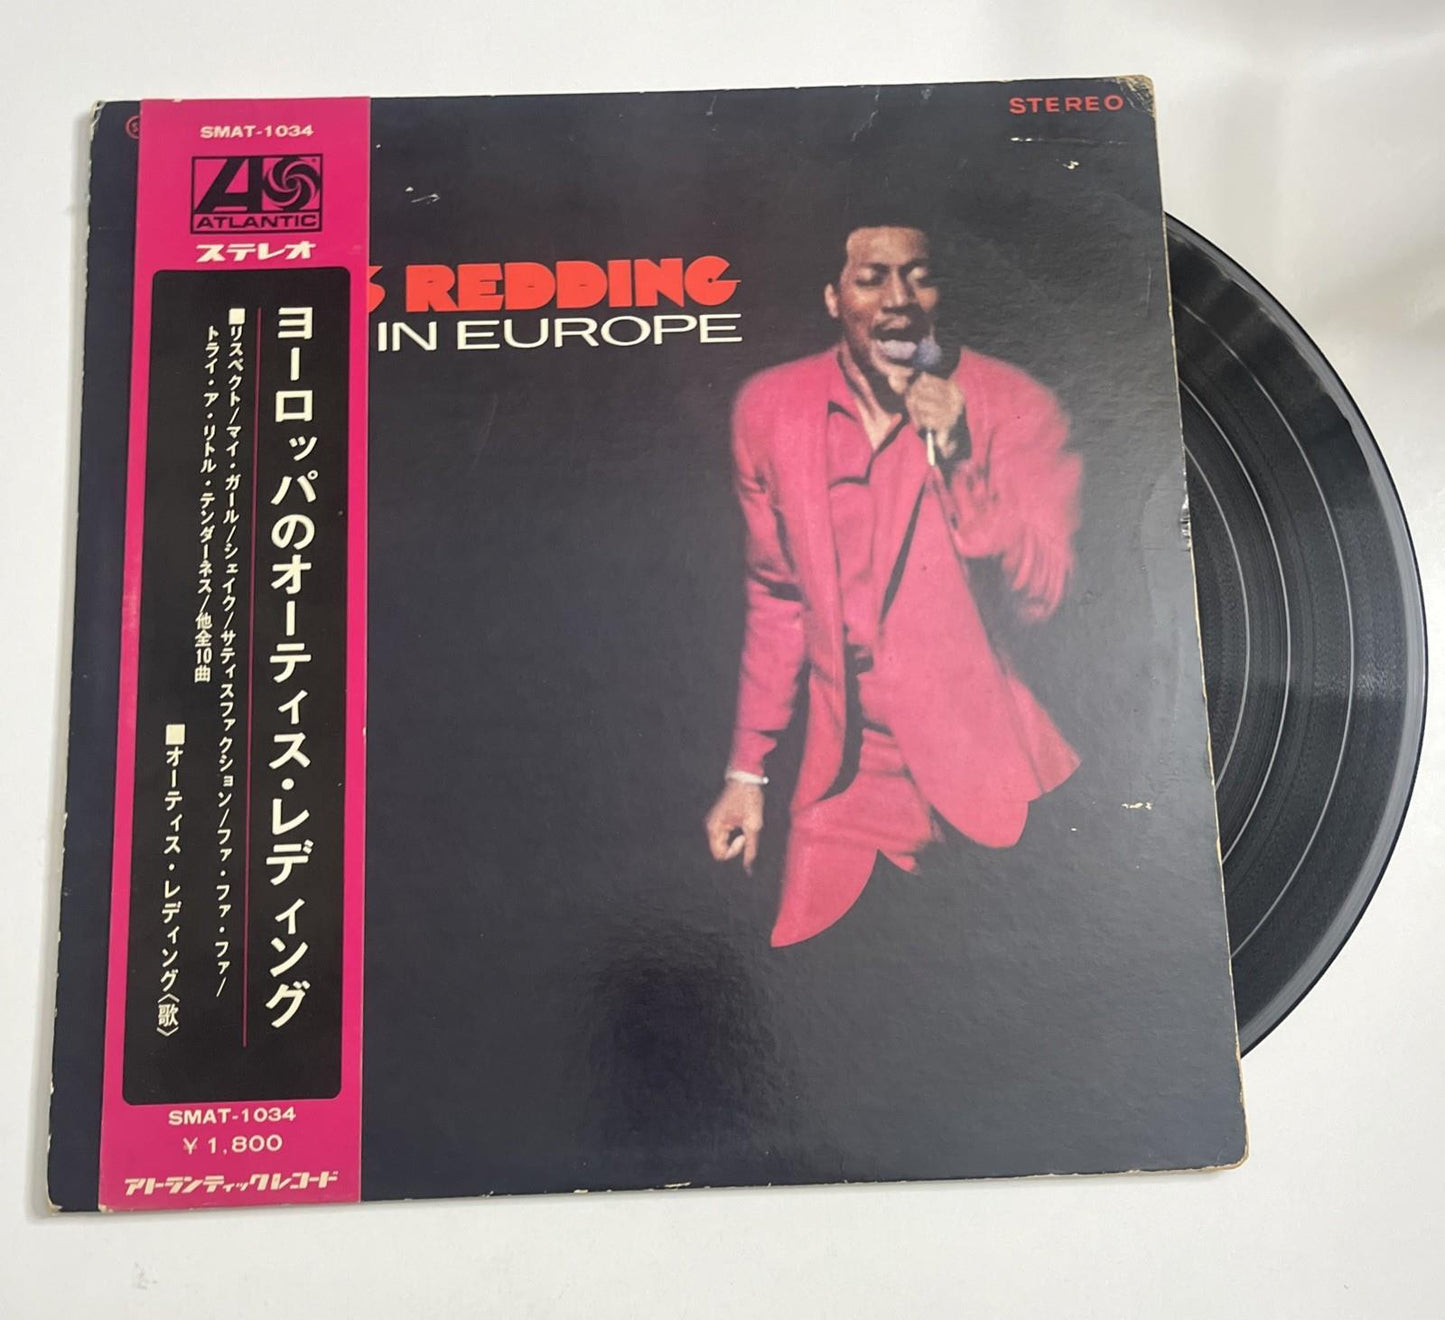 SMAT-1034
ATLANTIC
ステレオ
ヨーロッパのオーティス・レディング
■リスペクト/マイ・ガール/シェイク/サティスファクション/ファ・ファ・ファ/
トライ・ア・リトル・テンダーネス/他全10曲
■オーティス・レディング〈歌〉
SMAT-1034
¥1,800
アトランティックレコード
STEREO
S REDDING
IN EUROPE